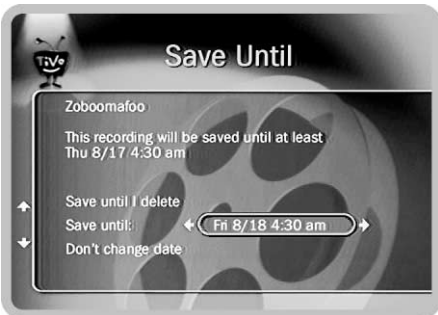 TiVo
Save Until
Zoboomafoo
This recording will be saved until at least
Thu 8/17 4:30 am
Save until I delete
Save until: Fri 8/18 4:30 am
Don't change date